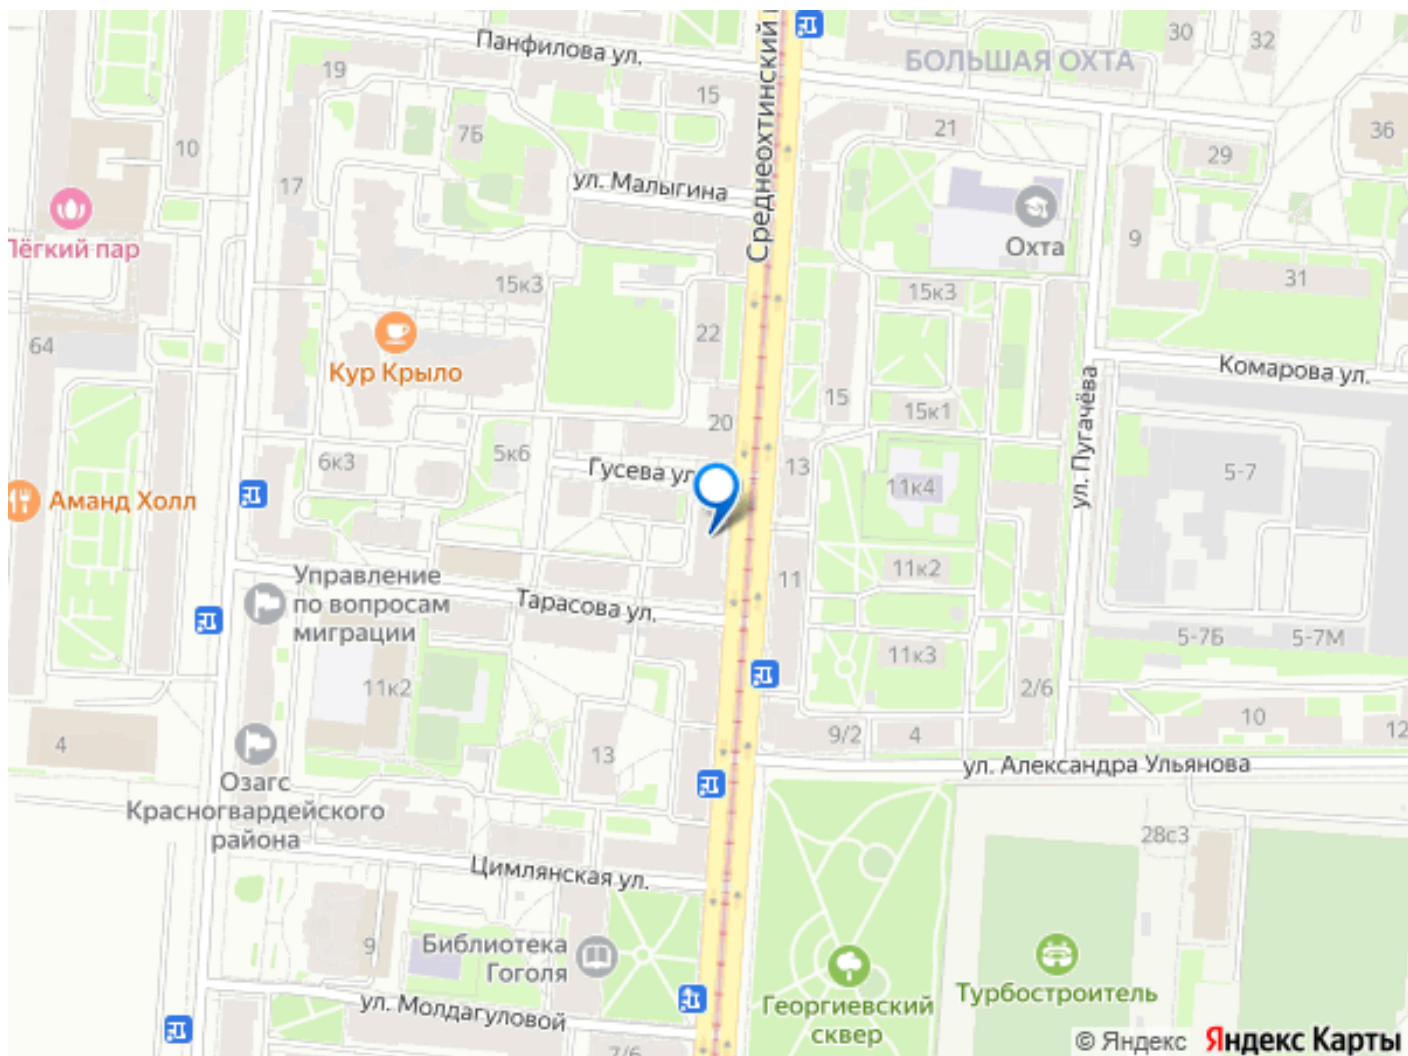 Панфилова ул.
Среднеохтинский
БОЛЬШАЯ ОХТА
30
32
19
15
10
7Б
21
36
29
17
ул. Малыгина
Лёгкий пар
Охта
9
15к3
15к3
31
64
Кур Крыло
22
Комарова ул.
15
15к1
20
ул. Пугачёва
6к3
5к6
Гусева ул.
13
11к4
5-7
Аманд Холл
Управление
по вопросам
миграции
11
11к2
Тарасова ул.
11к3
5-7Б
5-7М
11к2
2/6
4
13
9/2
4
10
12
Озагс
Красногвардейского
района
ул. Александра Ульянова
28с3
Цимлянская ул.
9
Библиотека
Гоголя
Георгиевский
сквер
Турбостроитель
ул. Молдагуловой
7/6
© Яндекс Яндекс Карты